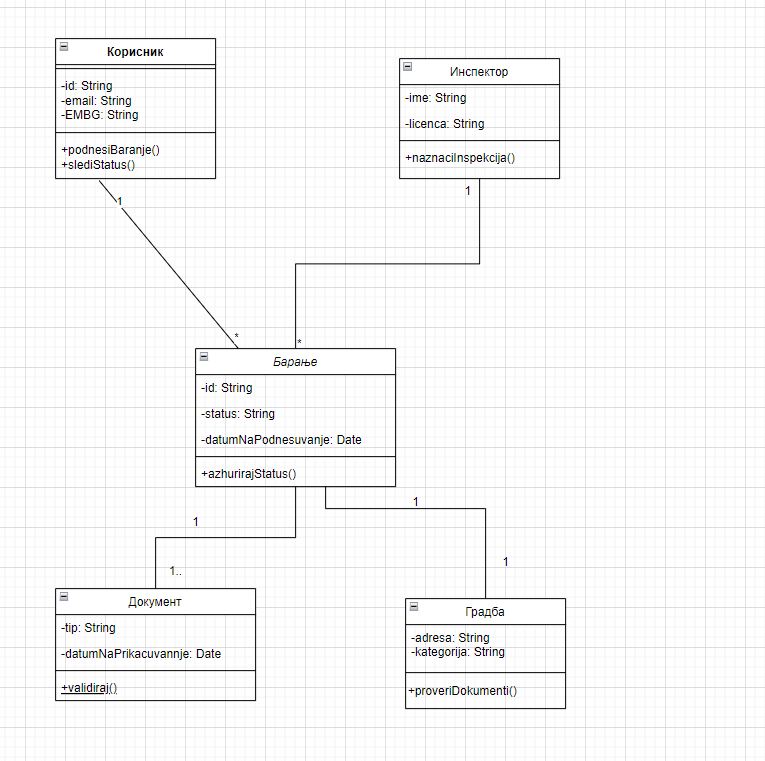 Корисник
-id: String
-email: String
-EMBG: String
+podnesiBaranje()
+slediStatus()
1
Инспектор
-ime: String
-licenca: String
+naznaciInspekcija()
1
*
*
Барање
-id: String
-status: String
-datumNaPodnesuvanje: Date
+azhurirajStatus()
1
1..
1
1
Документ
-tip: String
-datumNaPrikacuvannje: Date
+validiraj()
Градба
-adresa: String
-kategorija: String
+proveriDokumenti()